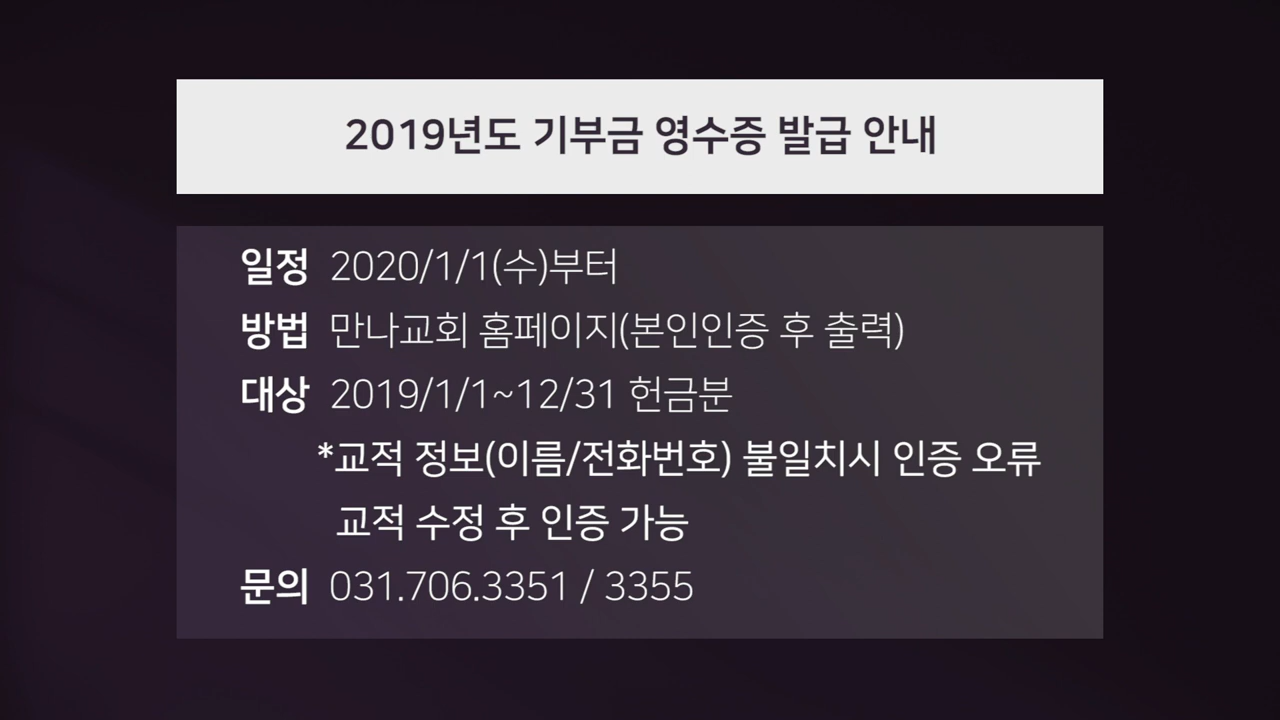 2019년도 기부금 영수증 발급 안내
일정 2020/1/1(수)부터
방법 만나교회 홈페이지(본인인증 후 출력)
대상 2019/1/1~12/31 헌금분
*교적 정보(이름/전화번호) 불일치시 인증 오류
교적 수정 후 인증 가능
문의 031.706.3351 / 3355